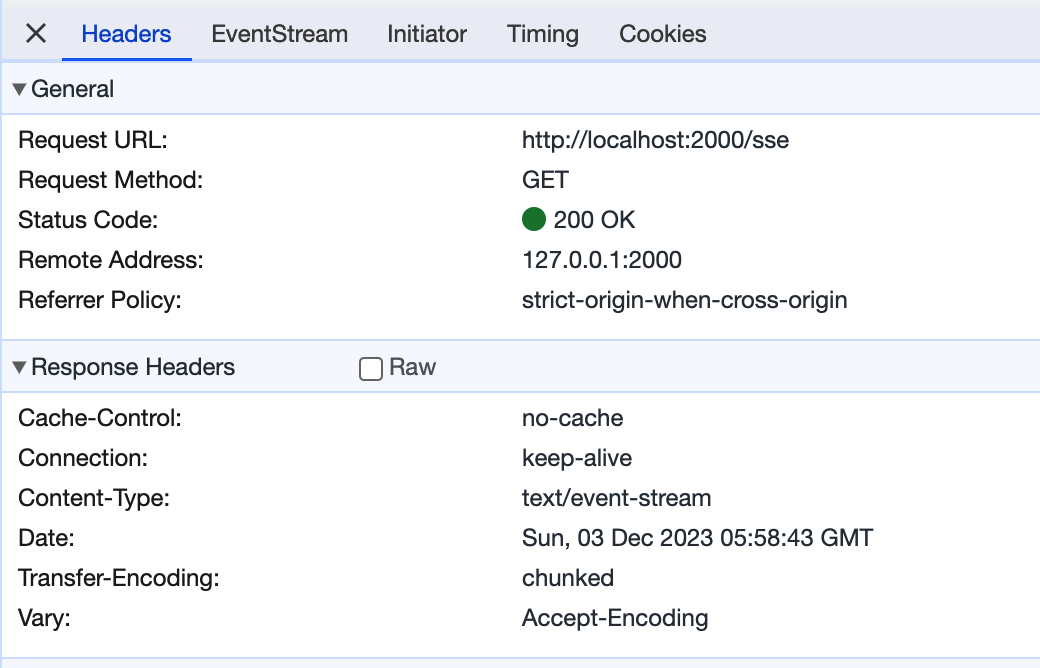 Headers EventStream Initiator Timing Cookies
General
Request URL: http://localhost:2000/sse
Request Method: GET
Status Code: 200 OK
Remote Address: 127.0.0.1:2000
Referrer Policy: strict-origin-when-cross-origin
Response Headers Raw
Cache-Control: no-cache
Connection: keep-alive
Content-Type: text/event-stream
Date: Sun, 03 Dec 2023 05:58:43 GMT
Transfer-Encoding: chunked
Vary: Accept-Encoding